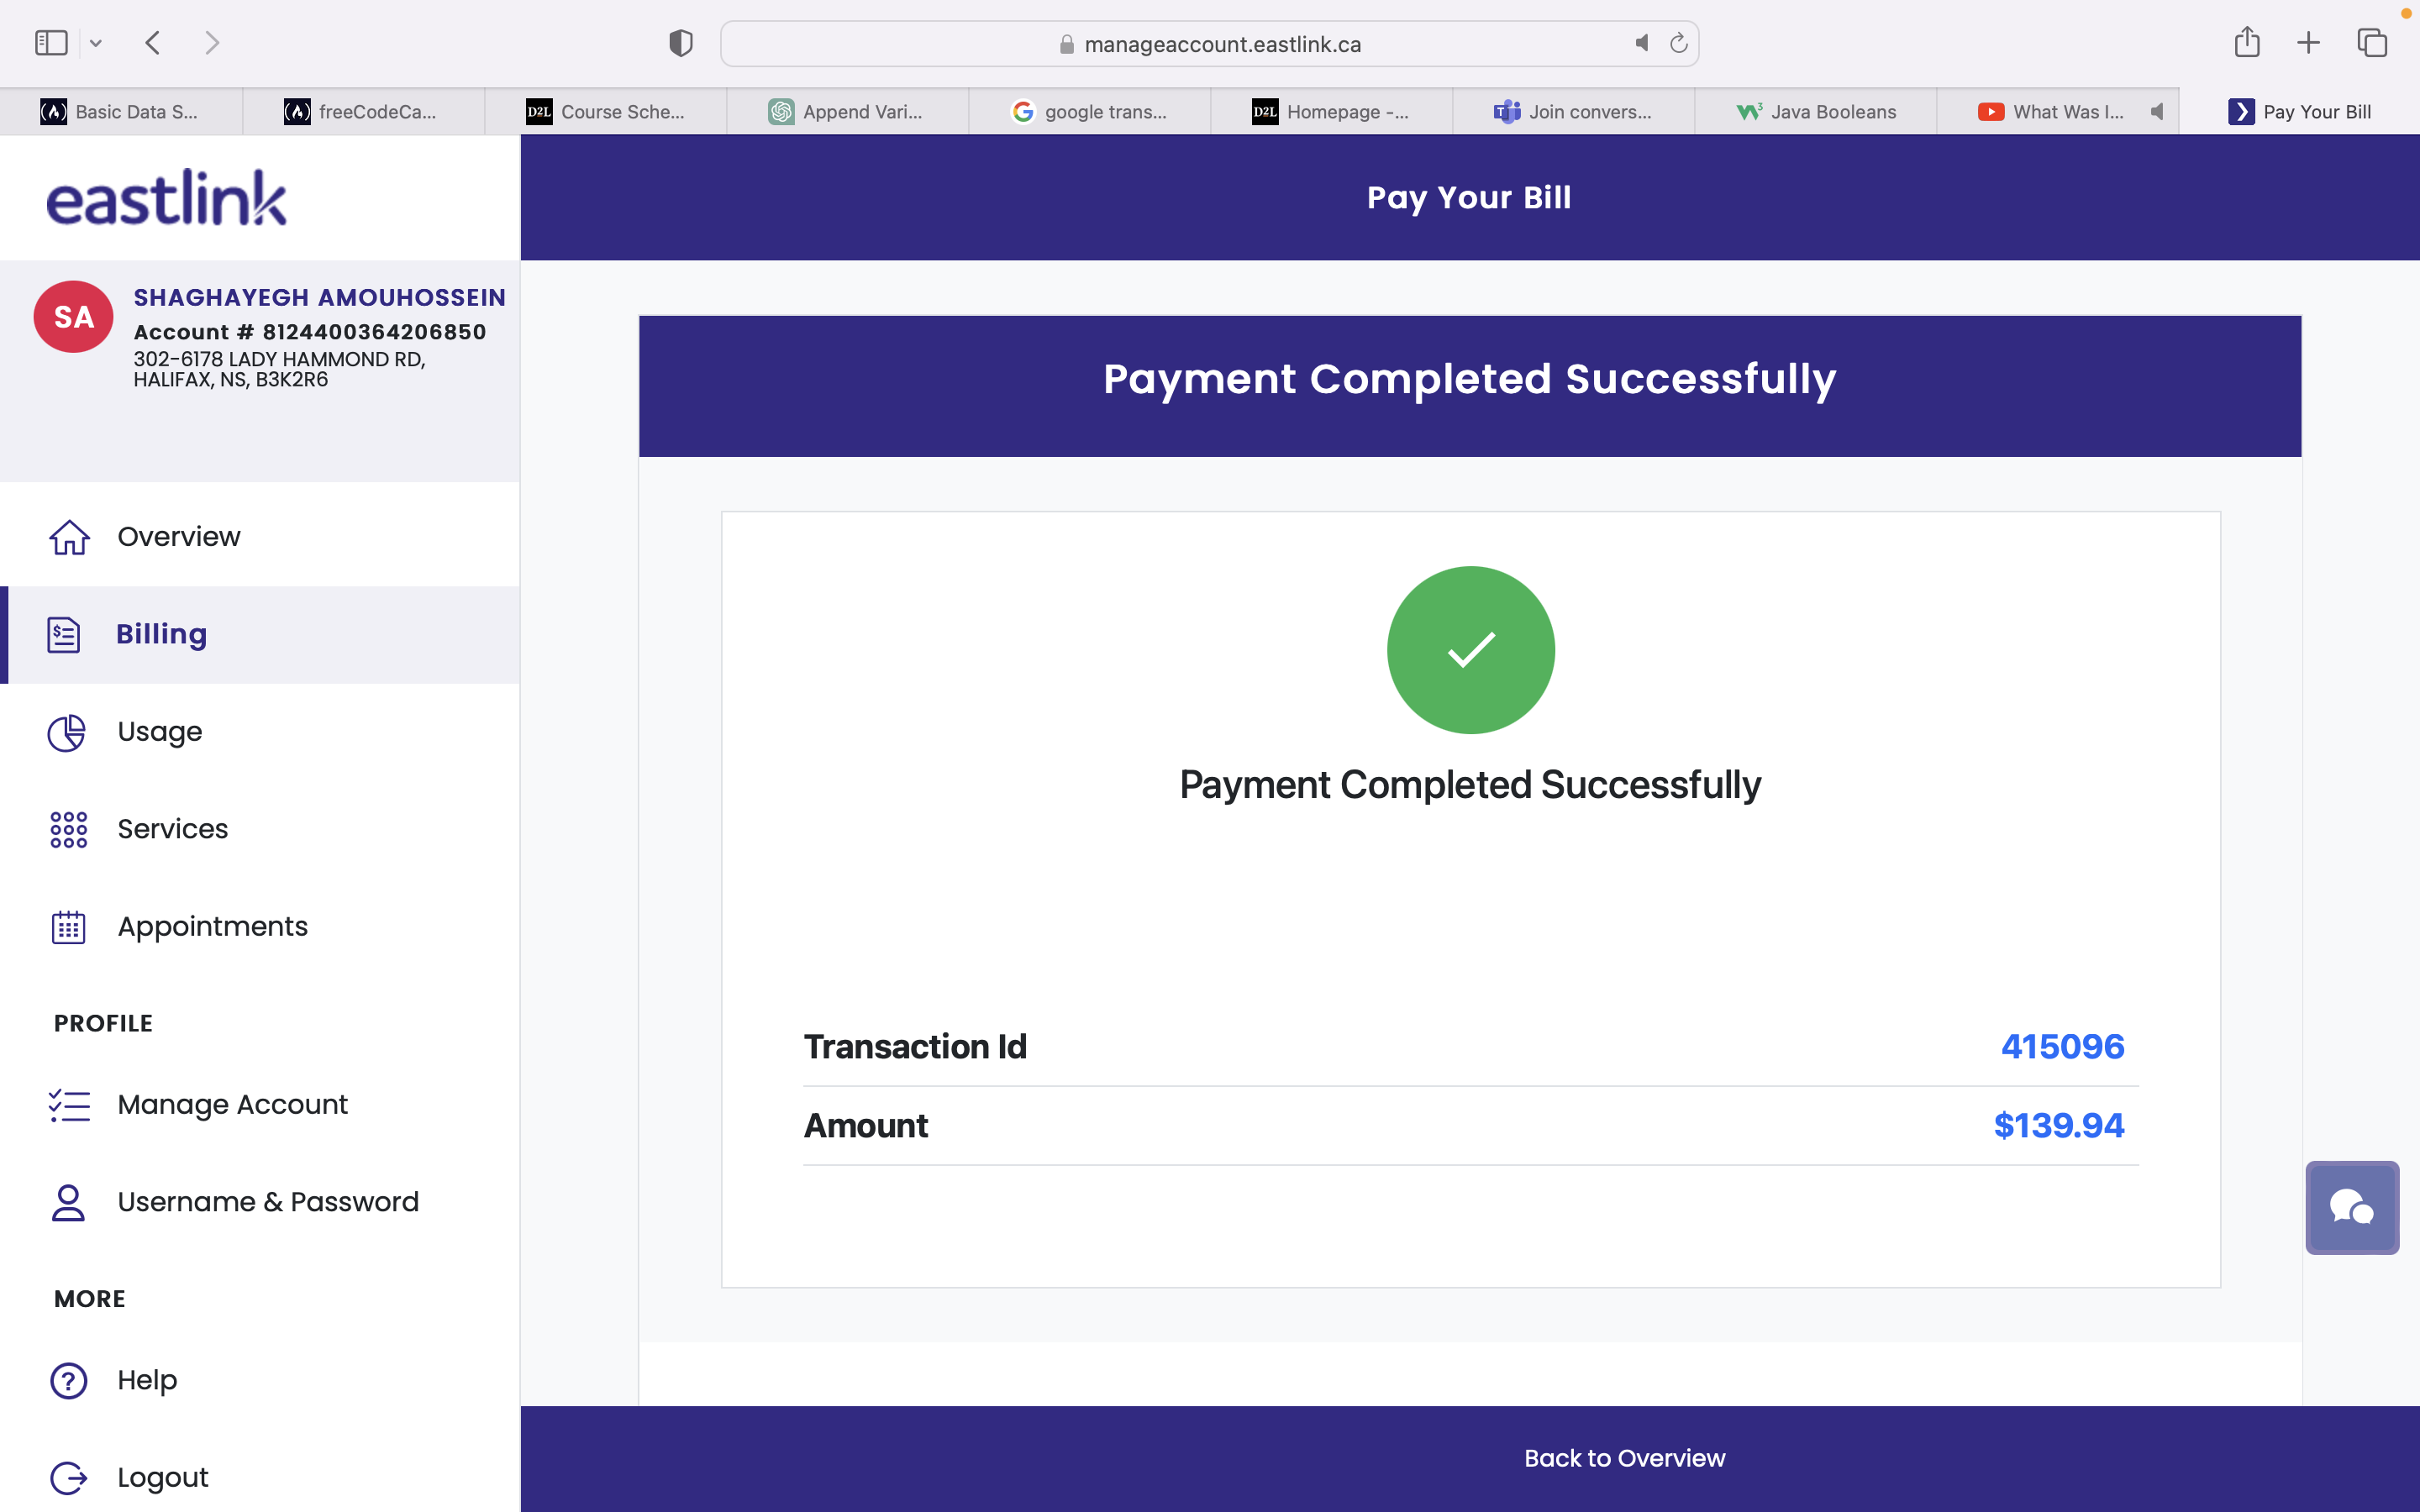 manageaccount.eastlink.ca
Basic Data S...
freeCodeCa...
D2L Course Sche...
Append Vari...
google trans...
D2L Homepage -...
Join convers...
Java Booleans
What Was I...
Pay Your Bill
eastlink
Pay Your Bill
SA
SHAGHAYEGH AMOUHOSSEIN
Account # 8124400364206850
302-6178 LADY HAMMOND RD,
HALIFAX, NS, B3K2R6
Overview
Billing
Usage
Services
Appointments
PROFILE
Manage Account
Username & Password
MORE
Help
Logout
Payment Completed Successfully
Payment Completed Successfully
Transaction Id 415096
Amount $139.94
Back to Overview